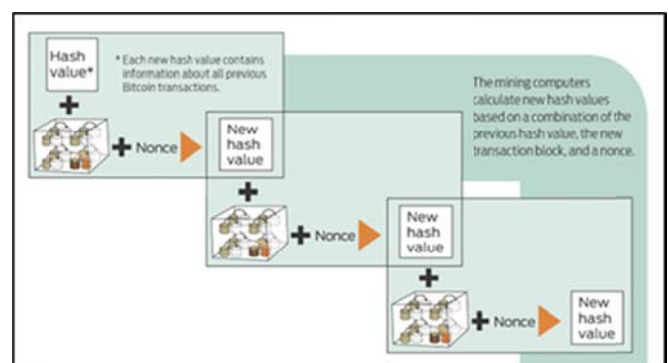 Hash
value*
* Each new hash value contains
information about all previous
Bitcoin transactions.
The mining computers
calculate new hash values
based on a combination of the
previous hash value, the new
transaction block, and a nonce.
+
+ Nonce
New
hash
value
+
+ Nonce
New
hash
value
+
+ Nonce
New
hash
value